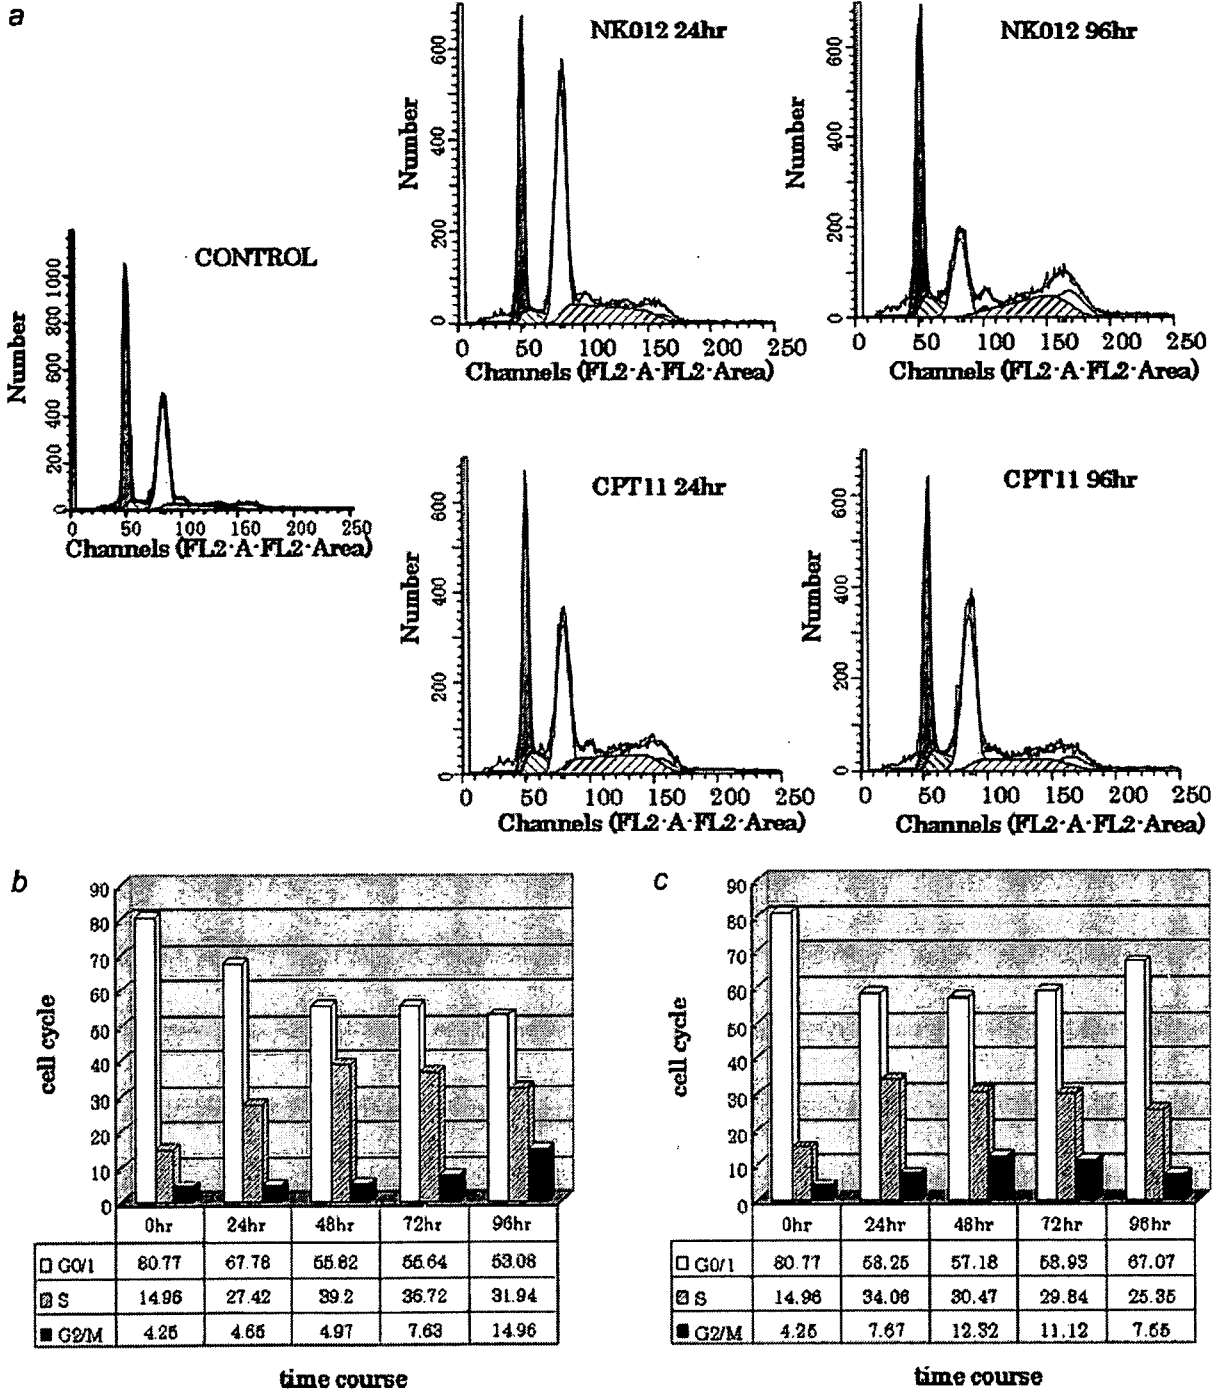 a
NK012 24hr
Number
600
400
200
0
0 50 100 150 200 250
Channels (FL2-A-FL2-Area)
NK012 96hr
Number
600
400
200
0
0 50 100 150 200 250
Channels (FL2-A-FL2-Area)
CONTROL
Number
1000
800
600
400
200
0
0 50 100 150 200 250
Channels (FL2-A-FL2-Area)
CPT11 24hr
Number
600
400
200
0
0 50 100 150 200 250
Channels (FL2-A-FL2-Area)
CPT11 96hr
Number
600
400
200
0
0 50 100 150 200 250
Channels (FL2-A-FL2-Area)
b
cell cycle
90
80
70
60
50
40
30
20
10
0
0hr 24hr 48hr 72hr 96hr
G0/1 80.77 67.78 55.82 55.64 53.08
S 14.96 27.42 39.2 36.72 31.94
G2/M 4.25 4.65 4.97 7.63 14.96
time course
c
cell cycle
90
80
70
60
50
40
30
20
10
0
0hr 24hr 48hr 72hr 96hr
G0/1 80.77 58.25 57.18 58.93 67.07
S 14.96 34.06 30.47 29.84 25.35
G2/M 4.25 7.67 12.32 11.12 7.55
time course